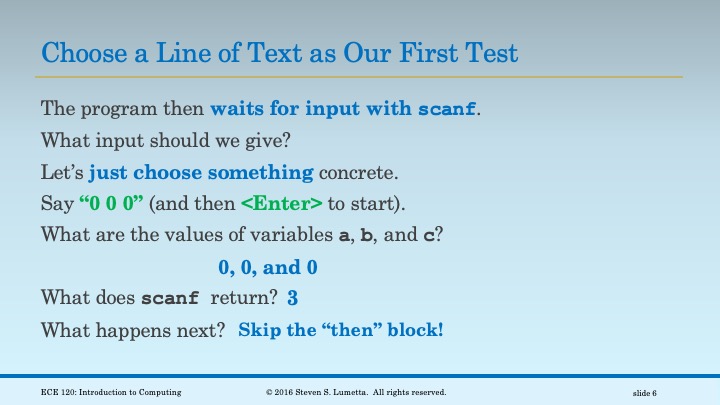 Choose a Line of Text as Our First Test
The program then waits for input with scanf.
What input should we give?
Let's just choose something concrete.
Say “0 0 0” (and then <Enter> to start).
What are the values of variables a, b, and c?
0, 0, and 0
What does scanf return? 3
What happens next? Skip the “then” block!
ECE 120: Introduction to Computing © 2016 Steven S. Lumetta. All rights reserved. slide 6